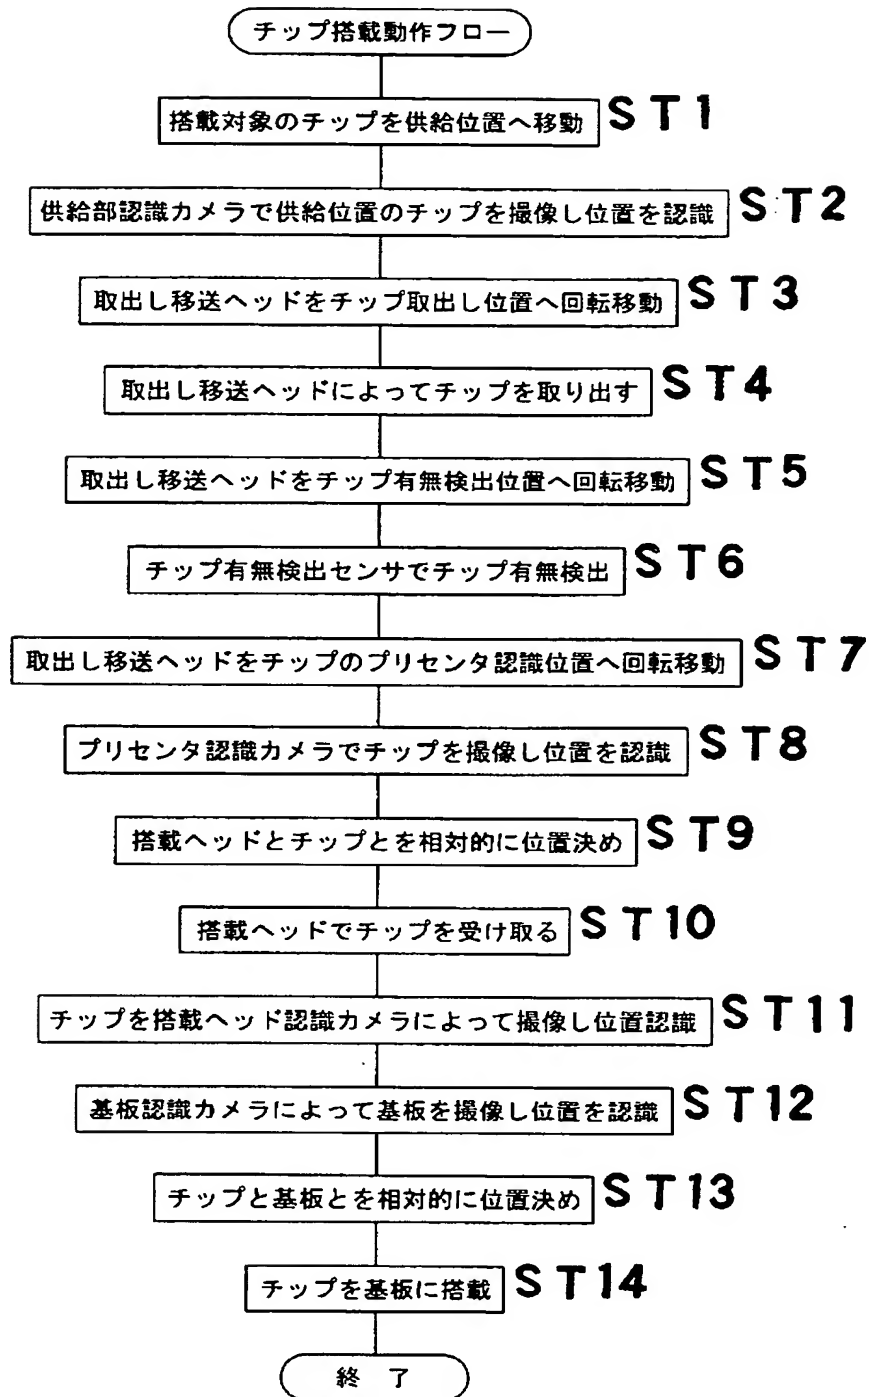 チップ搭載動作フロー
搭載対象のチップを供給位置へ移動 ST1
供給部認識カメラで供給位置のチップを撮像し位置を認識 ST2
取出し移送ヘッドをチップ取出し位置へ回転移動 ST3
取出し移送ヘッドによってチップを取り出す ST4
取出し移送ヘッドをチップ有無検出位置へ回転移動 ST5
チップ有無検出センサでチップ有無検出 ST6
取出し移送ヘッドをチップのプリセンタ認識位置へ回転移動 ST7
プリセンタ認識カメラでチップを撮像し位置を認識 ST8
搭載ヘッドとチップとを相対的に位置決め ST9
搭載ヘッドでチップを受け取る ST10
チップを搭載ヘッド認識カメラによって撮像し位置認識 ST11
基板認識カメラによって基板を撮像し位置を認識 ST12
チップと基板とを相対的に位置決め ST13
チップを基板に搭載 ST14
終 了